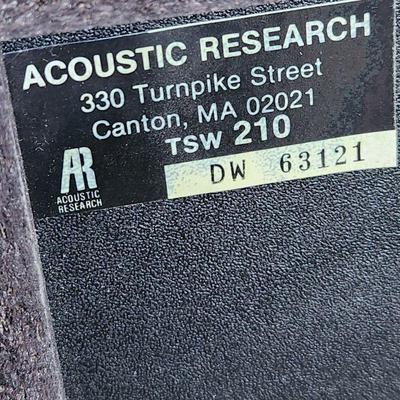 ACOUSTIC RESEARCH
330 Turnpike Street
Canton, MA 02021
TSW 210
DW 63121
AR
ACOUSTIC
RESEARCH